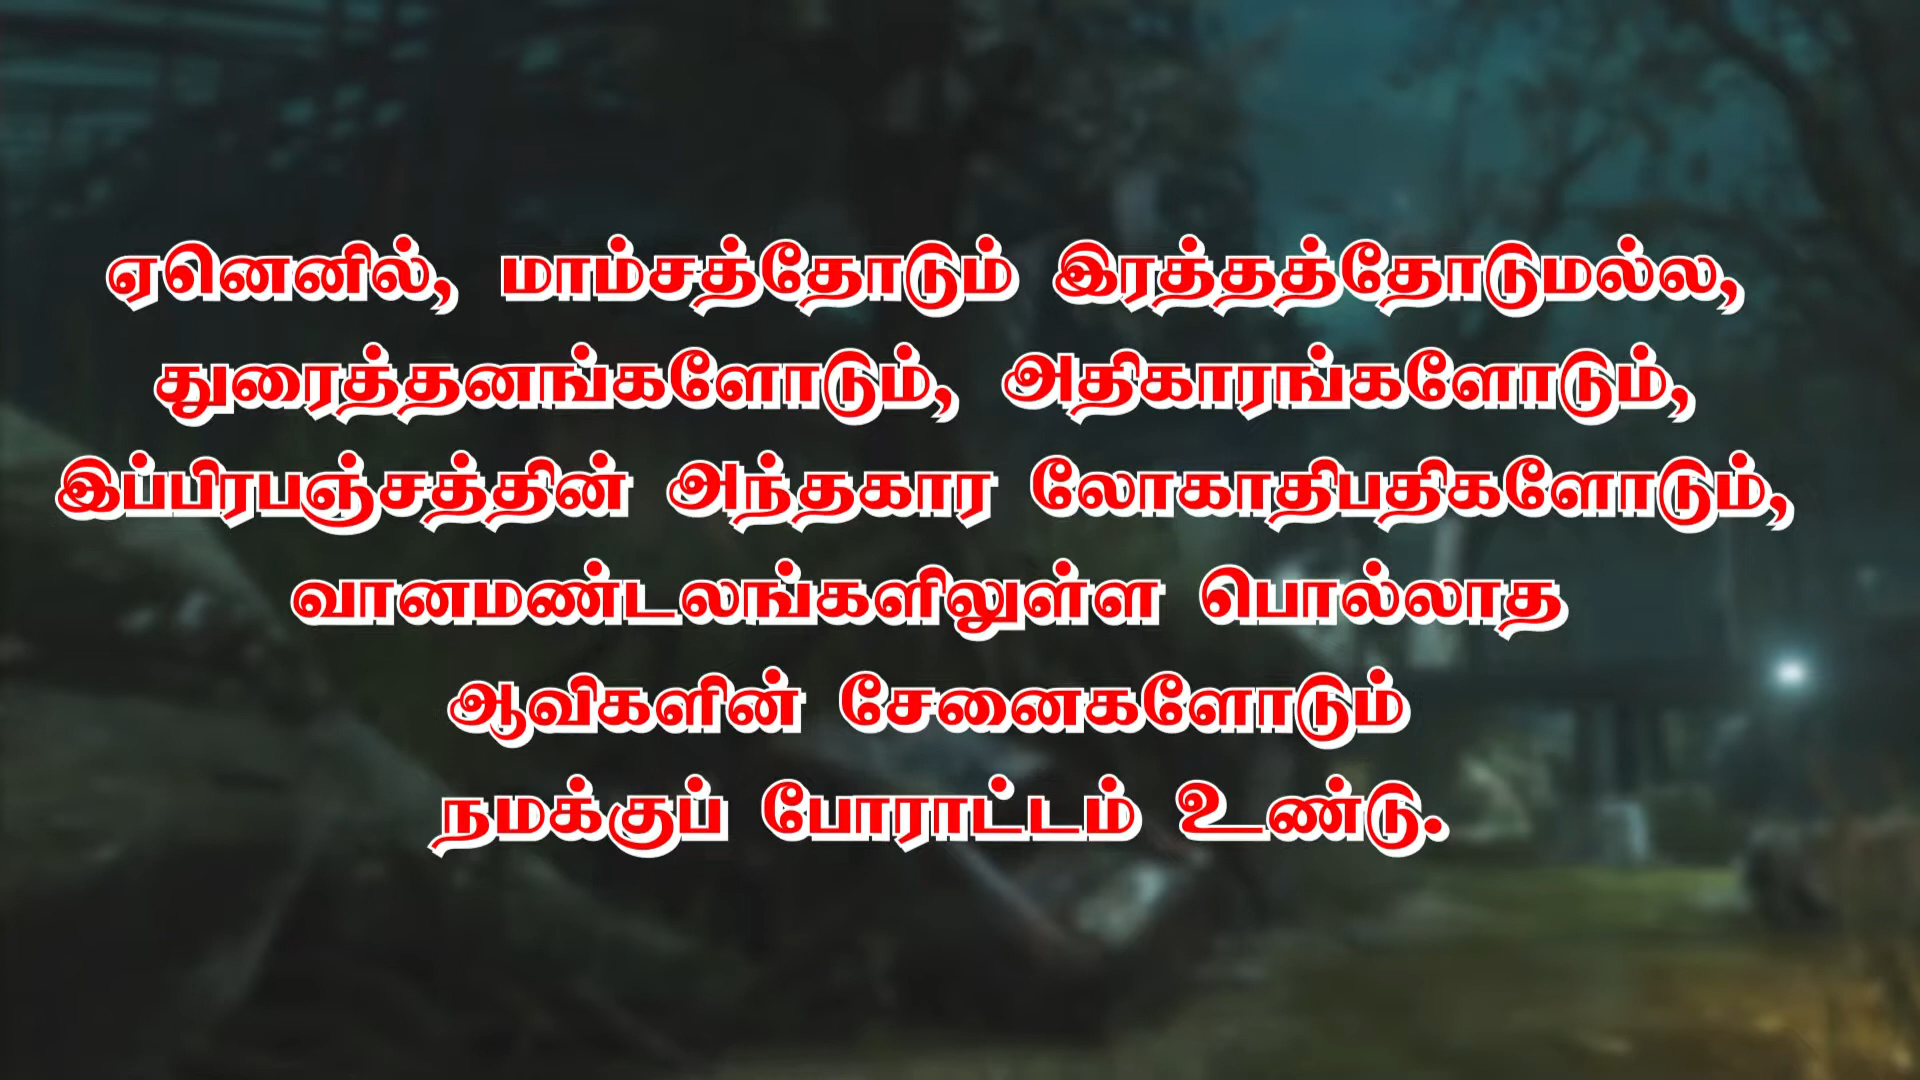 ஏனெனில், மாம்சத்தோடும் இரத்தத்தோடுமல்ல,
துரைத்தனங்களோடும், அதிகாரங்களோடும்,
இப்பிரபஞ்சத்தின் அந்தகார லோகாதிபதிகளோடும்,
வானமண்டலங்களிலுள்ள பொல்லாத
ஆவிகளின் சேனைகளோடும்
நமக்குப் போராட்டம் உண்டு.